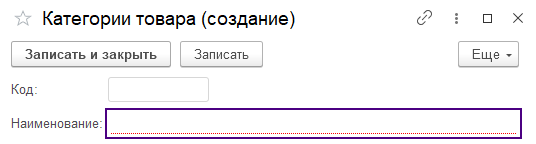 Категории товара (создание)
Записать и закрыть Записать Еще
Код:
Наименование: